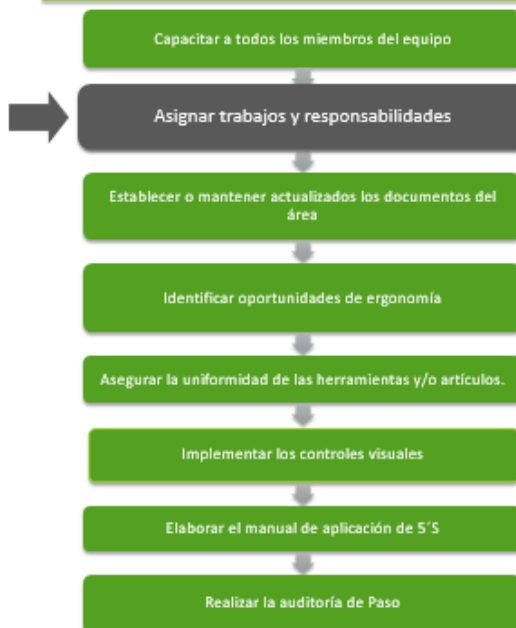 Capacitar a todos los miembros del equipo
Asignar trabajos y responsabilidades
Establecer o mantener actualizados los documentos del
área
Identificar oportunidades de ergonomía
Asegurar la uniformidad de las herramientas y/o artículos.
Implementar los controles visuales
Elaborar el manual de aplicación de 5´S
Realizar la auditoría de Paso